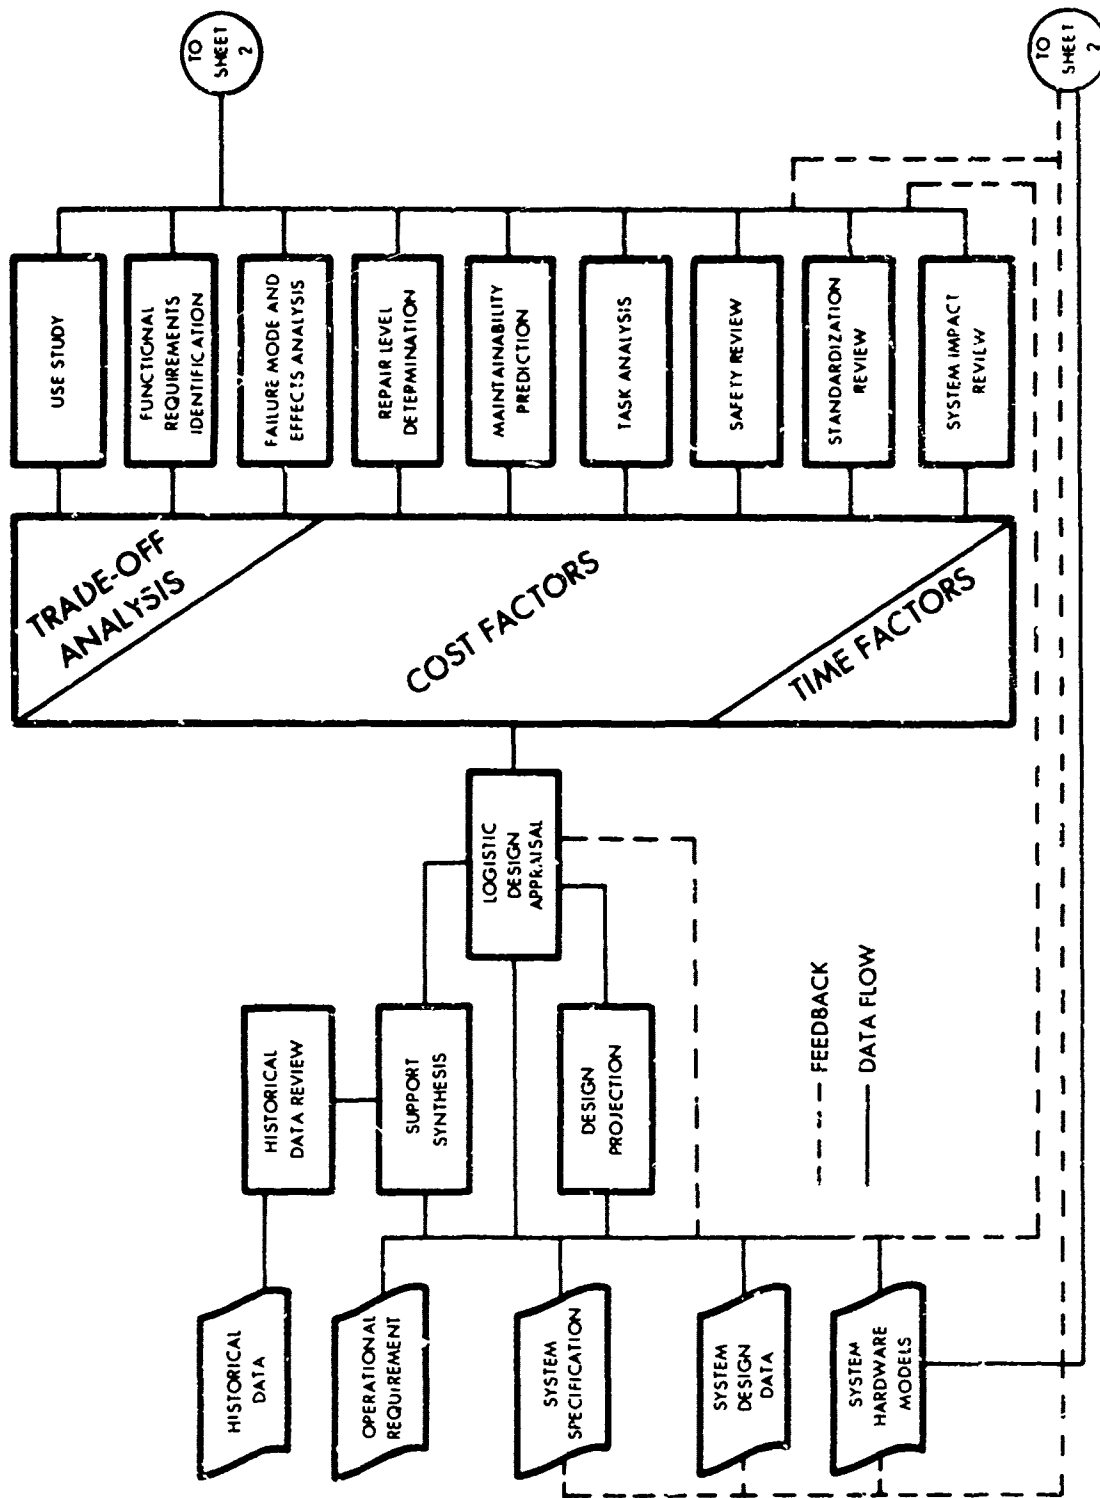 HISTORICAL
DATA
OPERATIONAL
REQUIREMENT
SYSTEM
SPECIFICATION
SYSTEM
DESIGN
DATA
SYSTEM
HARDWARE
MODELS
HISTORICAL
DATA REVIEW
SUPPORT
SYNTHESIS
DESIGN
PROJECTION
FEEDBACK
DATA FLOW
LOGISTIC
DESIGN
APPRAISAL
TRADE-OFF
ANALYSIS
COST FACTORS
TIME FACTORS
USE STUDY
FUNCTIONAL
REQUIREMENTS
IDENTIFICATION
FAILURE MODE AND
EFFECTS ANALYSIS
REPAIR LEVEL
DETERMINATION
MAINTAINABILITY
PREDICTION
TASK ANALYSIS
SAFETY REVIEW
STANDARDIZATION
REVIEW
SYSTEM IMPACT
REVIEW
TO
SHEET
2
TO
SHEET
2